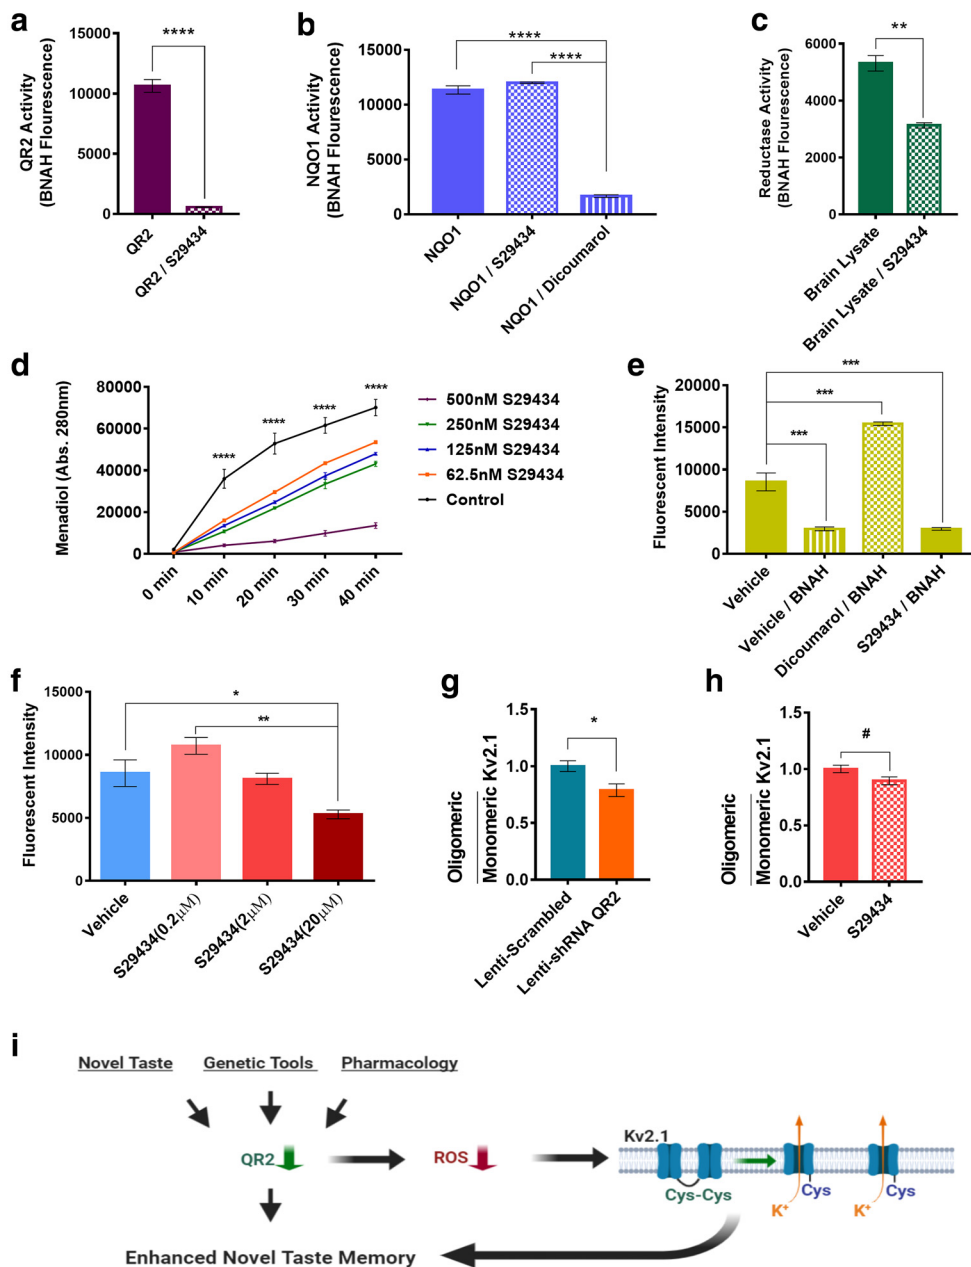 a
QR2 Activity
(BNAH Flourescence)
15000
10000
5000
0
****
QR2
QR2 / S29434
b
NQO1 Activity
(BNAH Flourescence)
15000
10000
5000
0
****
****
NQO1
NQO1 / S29434
NQO1 / Dicoumarol
c
Reductase Activity
(BNAH Flourescence)
6000
4000
2000
0
**
Brain Lysate
Brain Lysate / S29434
d
Menadiol (Abs. 280nm)
80000
60000
40000
20000
0
****
****
****
****
0 min
10 min
20 min
30 min
40 min
500nM S29434
250nM S29434
125nM S29434
62.5nM S29434
Control
e
Fluorescent Intensity
20000
15000
10000
5000
0
***
***
***
Vehicle
Vehicle / BNAH
Dicoumarol / BNAH
S29434 / BNAH
f
Fluorescent Intensity
15000
10000
5000
0
*
**
Vehicle
S29434(0.2µM)
S29434(2µM)
S29434(20µM)
g
Oligomeric
Monomeric Kv2.1
1.5
1.0
0.5
0.0
*
Lenti-Scrambled
Lenti-shRNA QR2
h
Oligomeric
Monomeric Kv2.1
1.5
1.0
0.5
0.0
#
Vehicle
S29434
i
Novel Taste Genetic Tools Pharmacology
QR2
ROS
Kv2.1
Cys-Cys
Cys
Cys
K+
K+
Enhanced Novel Taste Memory